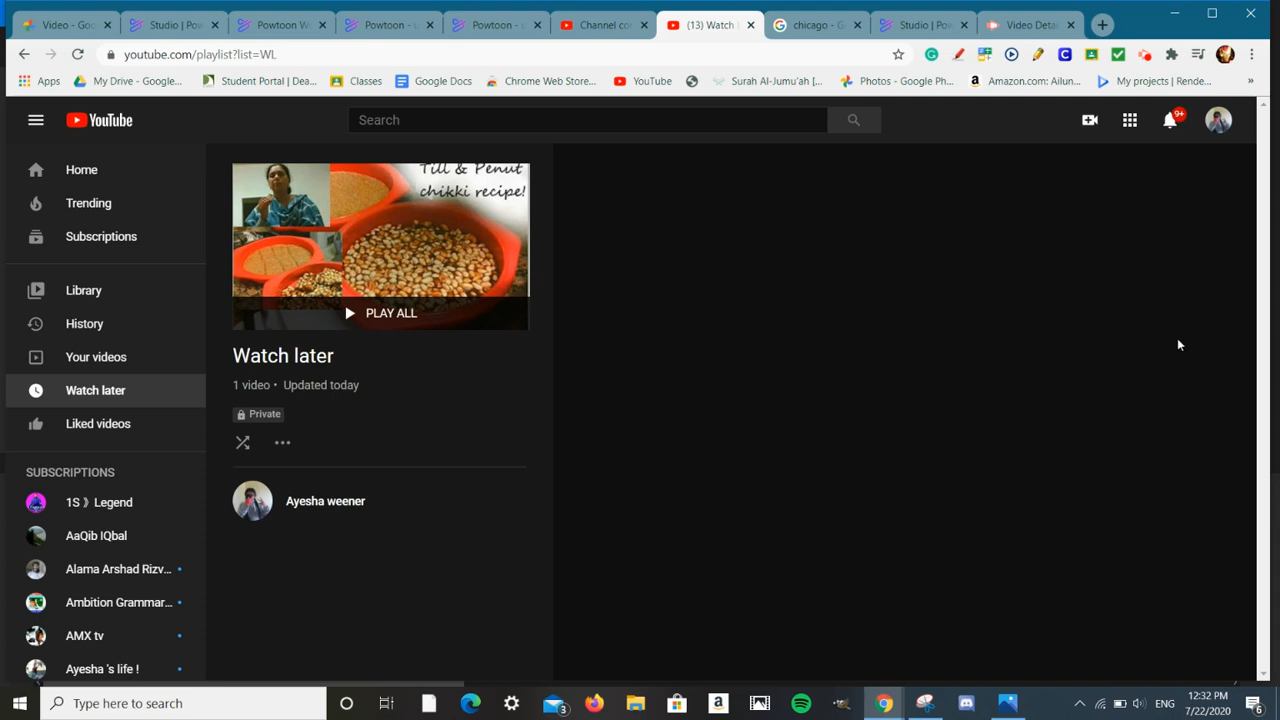 Video - Goo
Studio | Pow
Powtoon W
Powtoon - u
Powtoon - u
Channel co
(13) Watch
chicago - G
Studio | Pow
Video Deta
youtube.com/playlist?list=WL
Apps
My Drive - Google...
Student Portal | Dea...
Classes
Google Docs
Chrome Web Store...
YouTube
Surah Al-Jumu'ah [...
Photos - Google Ph...
Amazon.com: Ailun...
My projects | Rende...
»
YouTube
Search
9+
Home
Trending
Subscriptions
Library
History
Your videos
Watch later
Liked videos
SUBSCRIPTIONS
1S 》Legend
AaQib IQbal
Alama Arshad Rizv...
Ambition Grammar...
AMX tv
Ayesha 's life !
Till & Penut
chikki recipe!
PLAY ALL
Watch later
1 video • Updated today
Private
Ayesha weener
Type here to search
3
ENG
12:32 PM
7/22/2020
6